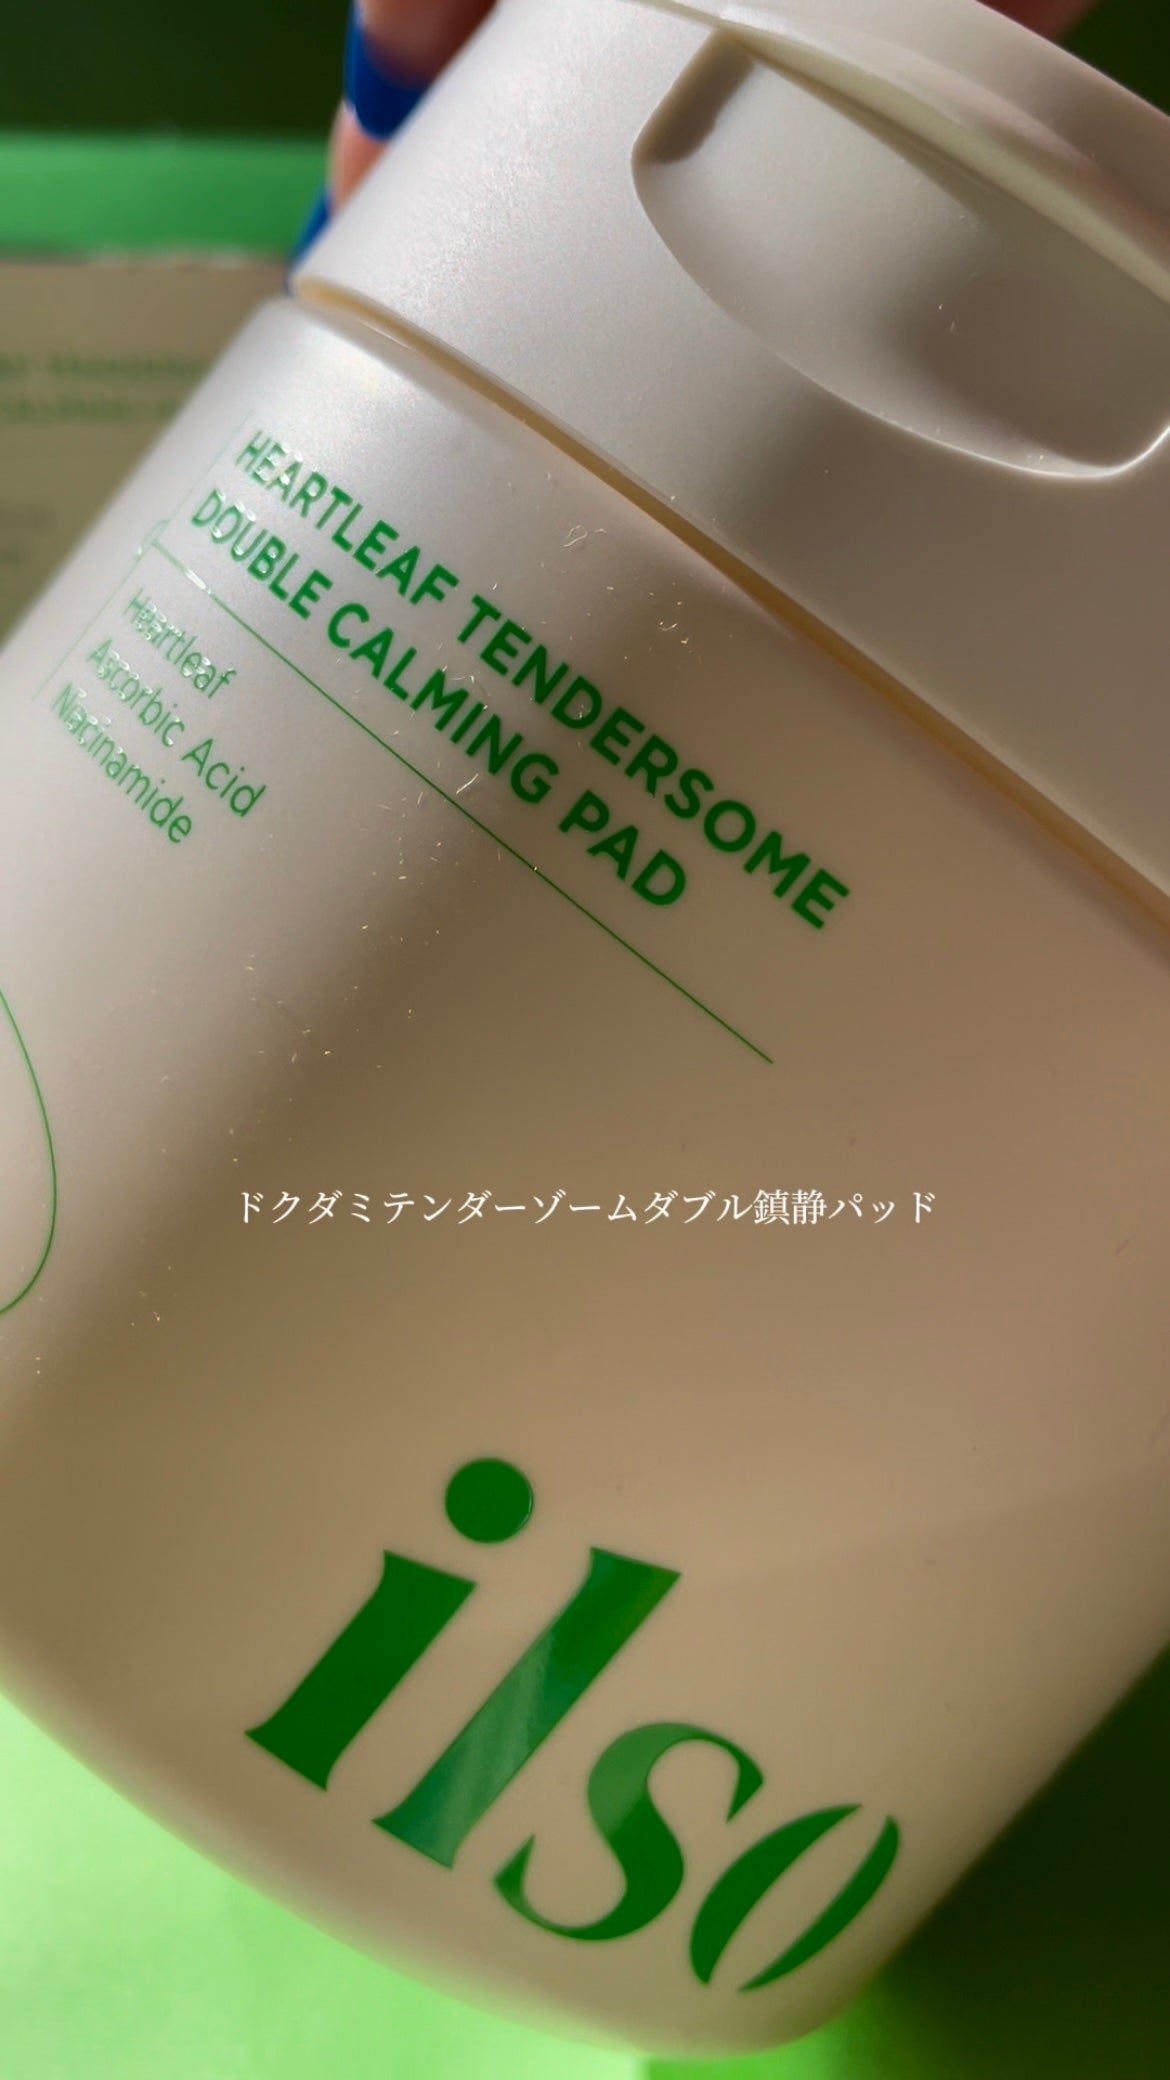 HEARTLEAF TENDERSOME
DOUBLE CALMING PAD
Heartleaf
Ascorbic Acid
Niacinamide
ドクダミテンダーゾームダブル鎮静パッド
ilso